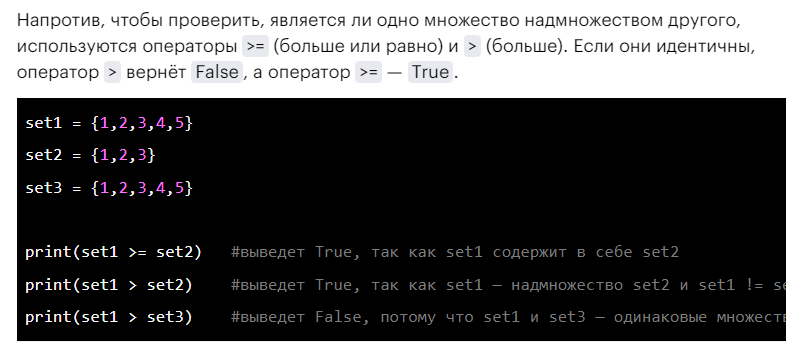 Напротив, чтобы проверить, является ли одно множество надмножеством другого,
используются операторы >= (больше или равно) и > (больше). Если они идентичны,
оператор > вернёт False, а оператор >= — True.
set1 = {1,2,3,4,5}
set2 = {1,2,3}
set3 = {1,2,3,4,5}
print(set1 >= set2) #выведет True, так как set1 содержит в себе set2
print(set1 > set2) #выведет True, так как set1 — надмножество set2 и set1 !=
print(set1 > set3) #выведет False, потому что set1 и set3 — одинаковые